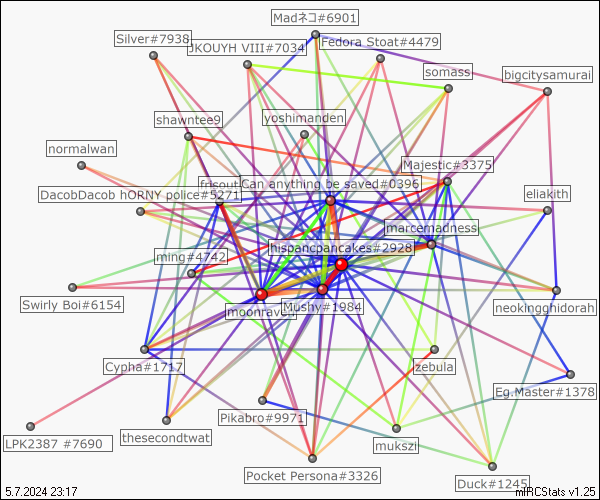 Madネコ#6901
Silver#7938
JKOUYH VIII#7034
Fedora Stoat#4479
somass
bigcitysamurai
shawntee9
yoshimanden
normalwan
Majestic#3375
frisout
Can anything be saved#0396
DacobDacob hORNY police#5271
eliakith
marcemadness
hispancpancakes#2928
ming#4742
Swirly Boi#6154
moonraven
Mushy#1984
neokingghidorah
Cypha#1717
zebula
Eg.Master#1378
LPK2387 #7690
thesecondtwat
Pikabro#9971
mukszi
Pocket Persona#3326
Duck#1245
5.7.2024 23:17
mIRCStats v1.25